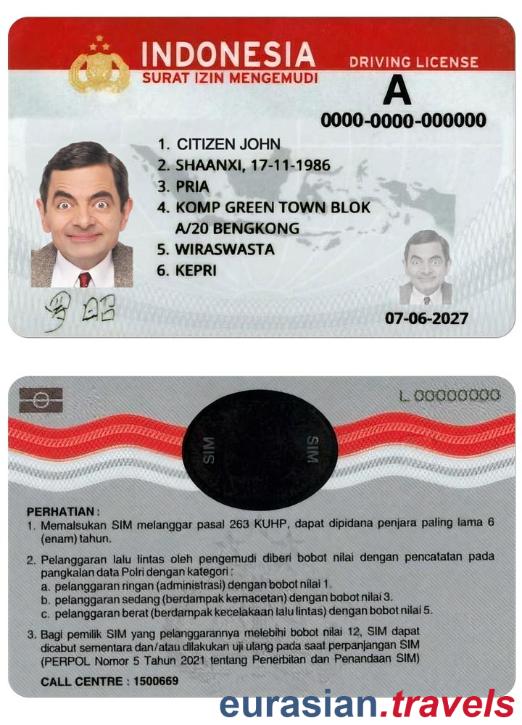 INDONESIA
SURAT IZIN MENGEMUDI
DRIVING LICENSE
A
0000-0000-000000
1. CITIZEN JOHN
2. SHAANXI, 17-11-1986
3. PRIA
4. KOMP GREEN TOWN BLOK
A/20 BENGKONG
5. WIRASWASTA
6. KEPRI
07-06-2027
L 00000000
SIM SIM
PERHATIAN :
1. Memalsukan SIM melanggar pasal 263 KUHP, dapat dipidana penjara paling lama 6
(enam) tahun.
2. Pelanggaran lalu lintas oleh pengemudi diberi bobot nilai dengan pencatatan pada
pangkalan data Polri dengan kategori :
a. pelanggaran ringan (administrasi) dengan bobot nilai 1.
b. pelanggaran sedang (berdampak kemacetan) dengan bobot nilai 3.
c. pelanggaran berat (berdampak kecelakaan lalu lintas) dengan bobot nilai 5.
3. Bagi pemilik SIM yang pelanggarannya melebihi bobot nilai 12, SIM dapat
dicabut sementara dan/atau dilakukan uji ulang pada saat perpanjangan SIM
(PERPOL Nomor 5 Tahun 2021 tentang Penerbitan dan Penandaan SIM)
CALL CENTRE : 1500669
eurasian.travels